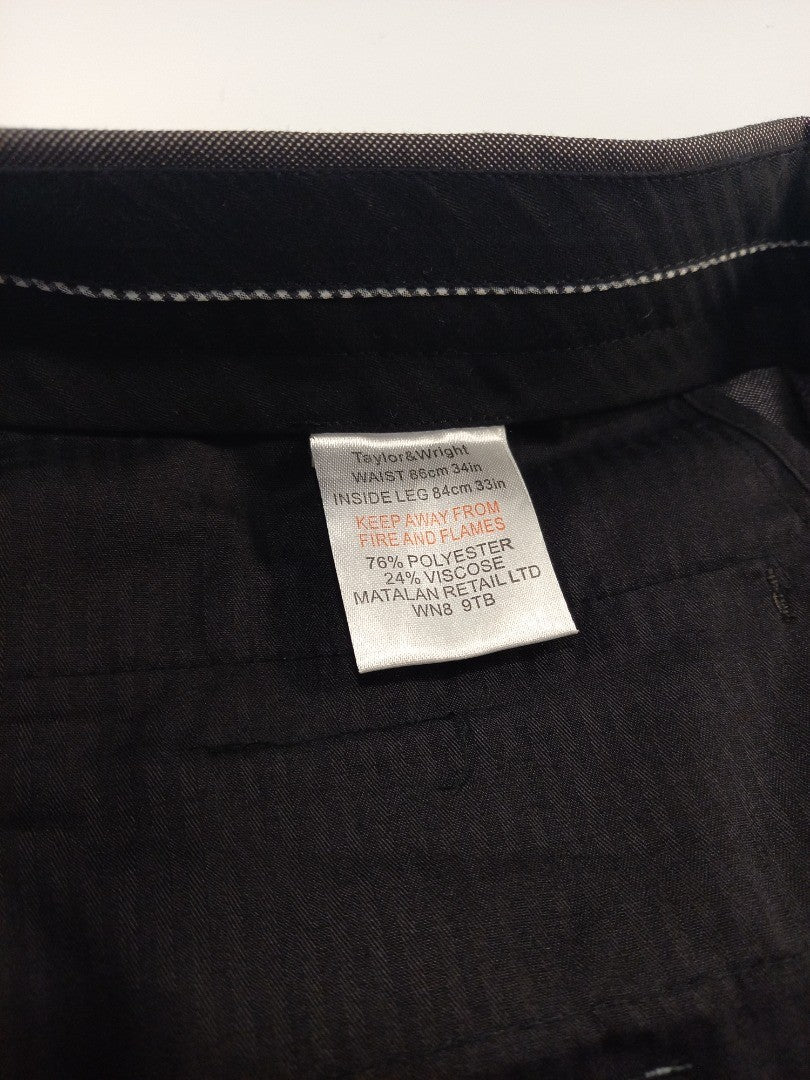 Taylor&Wright
WAIST 86cm 34in
INSIDE LEG 84cm 33in
KEEP AWAY FROM
FIRE AND FLAMES
76% POLYESTER
24% VISCOSE
MATALAN RETAIL LTD
WN8 9TB